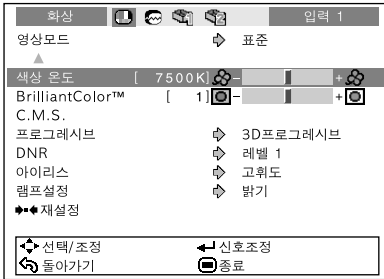 화상 입력 1
영상모드 표준
색상 온도 [ 7500K] - +
BrilliantColor™ [ 1] - +
C.M.S.
프로그레시브 3D프로그레시브
DNR 레벨 1
아이리스 고휘도
램프설정 밝기
재설정
선택/조정 신호조정
돌아가기 종료